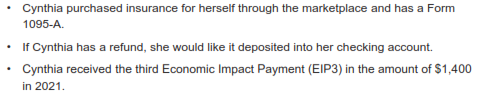 • Cynthia purchased insurance for herself through the marketplace and has a Form
1095-A.
• If Cynthia has a refund, she would like it deposited into her checking account.
• Cynthia received the third Economic Impact Payment (EIP3) in the amount of $1,400
in 2021.